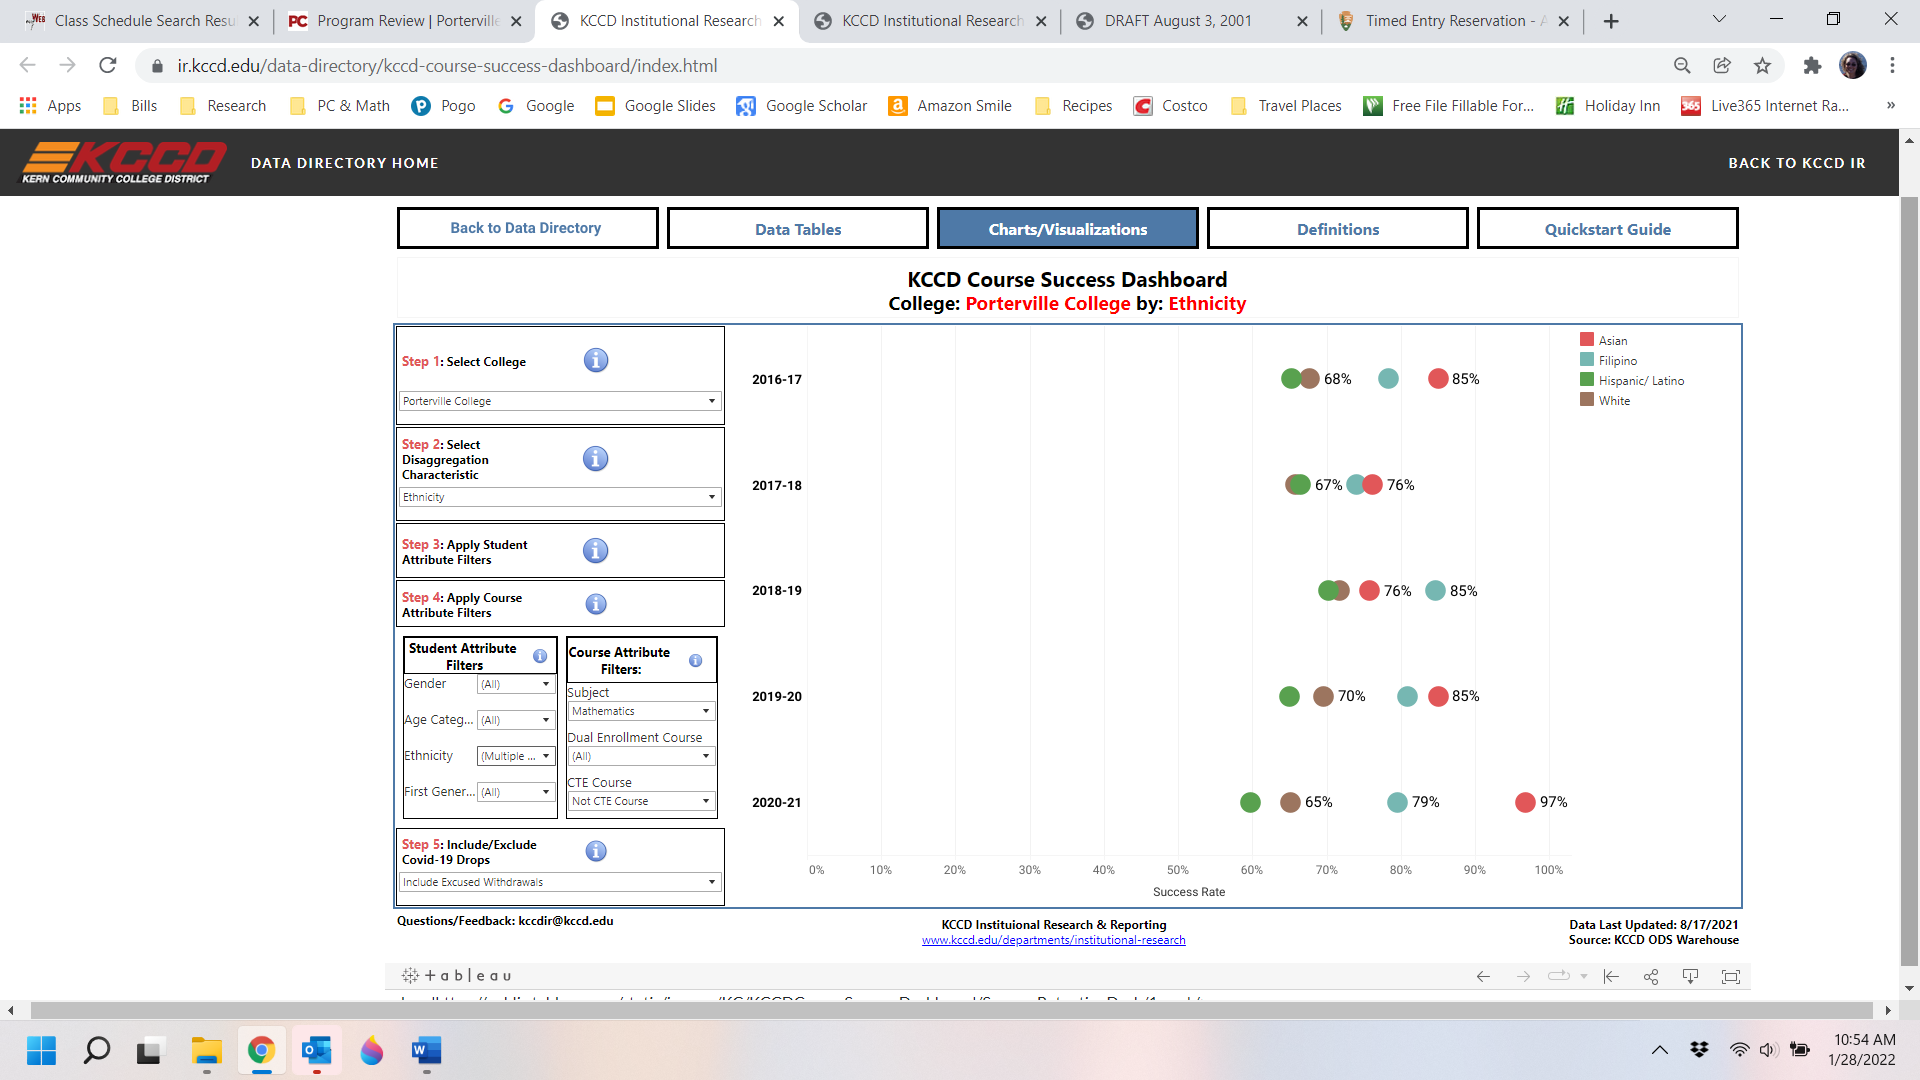 Class Schedule Search Resu
PC Program Review | Porterville
KCCD Institutional Research
KCCD Institutional Research
DRAFT August 3, 2001
Timed Entry Reservation - A
ir.kccd.edu/data-directory/kccd-course-success-dashboard/index.html
Apps
Bills
Research
PC & Math
Pogo
Google
Google Slides
Google Scholar
Amazon Smile
Recipes
Costco
Travel Places
Free File Fillable For...
Holiday Inn
365 Live365 Internet Ra...
»
KCCD
KERN COMMUNITY COLLEGE DISTRICT
DATA DIRECTORY HOME
BACK TO KCCD IR
Back to Data Directory
Data Tables
Charts/Visualizations
Definitions
Quickstart Guide
KCCD Course Success Dashboard
College: Porterville College by: Ethnicity
Step 1: Select College
Porterville College
Step 2: Select
Disaggregation
Characteristic
Ethnicity
Step 3: Apply Student
Attribute Filters
Step 4: Apply Course
Attribute Filters
Student Attribute
Filters
Gender (All)
Age Categ... (All)
Ethnicity (Multiple ...
First Gener... (All)
Course Attribute
Filters:
Subject
Mathematics
Dual Enrollment Course
(All)
CTE Course
Not CTE Course
Step 5: Include/Exclude
Covid-19 Drops
Include Excused Withdrawals
2016-17 68% 85%
2017-18 67% 76%
2018-19 76% 85%
2019-20 70% 85%
2020-21 65% 79% 97%
0% 10% 20% 30% 40% 50% 60% 70% 80% 90% 100%
Success Rate
Asian
Filipino
Hispanic/ Latino
White
Questions/Feedback: kccdir@kccd.edu
KCCD Instituional Research & Reporting
www.kccd.edu/departments/institutional-research
Data Last Updated: 8/17/2021
Source: KCCD ODS Warehouse
+ a b l e a u
10:54 AM
1/28/2022